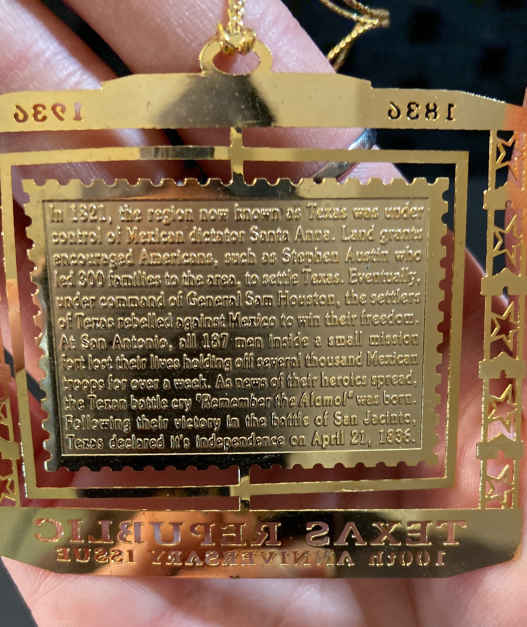 1936 1836
In 1821, the region now known as Texas was under
control of Mexican dictator Santa Anna. Land grants
encouraged Americans, such as Stephen Austin who
led 300 families to the area, to settle Texas. Eventually,
under command of General Sam Houston, the settlers
of Texas rebelled against Mexico to win their freedom.
At San Antonio, all 187 men inside a small mission
fort lost their lives holding off several thousand Mexican
troops for over a week. As news of their heroics spread,
the Texan battle cry "Remember the Alamo!" was born.
Following their victory in the battle of San Jacinto,
Texas declared it's independence on April 21, 1836.
TEXAS REPUBLIC
100th ANNIVERSARY ISSUE